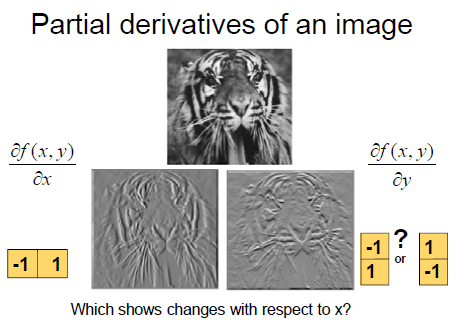 Partial derivatives of an image
∂f (x, y)
∂x
∂f (x, y)
∂y
-1 1
-1
1
?
or
1
-1
Which shows changes with respect to x?